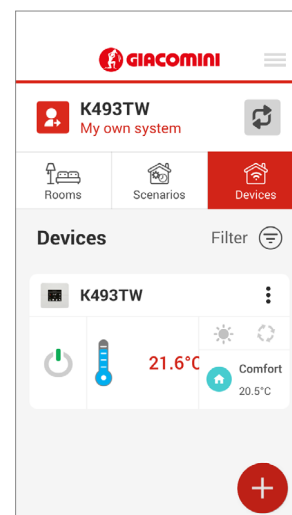 GIACOMINI
K493TW
My own system
Rooms
Scenarios
Devices
Devices
Filter
K493TW
21.6°C
Comfort
20.5°C